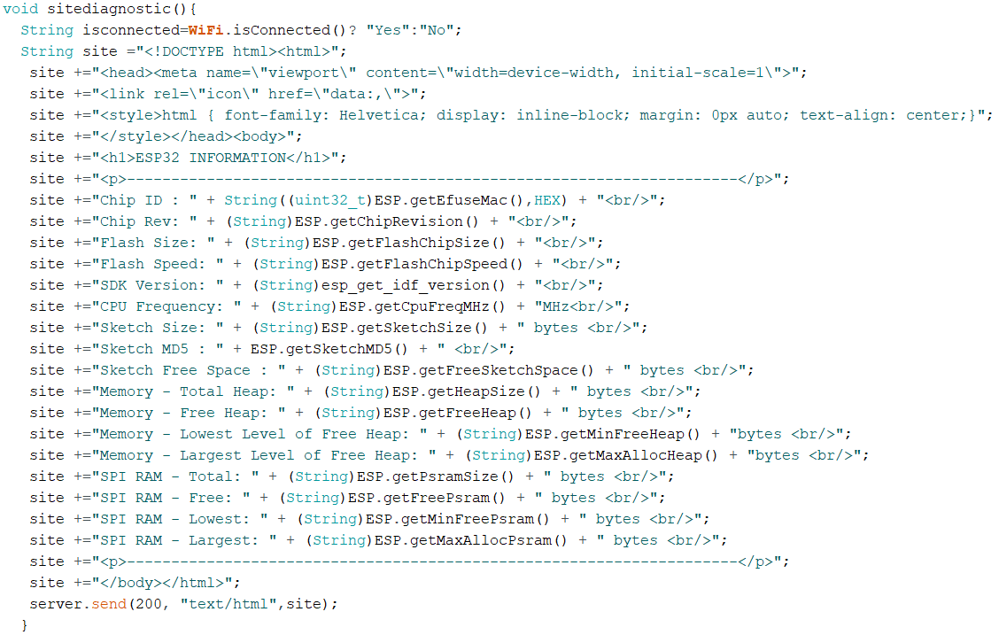 void sitediagnostic(){
  String isconnected=WiFi.isConnected()? "Yes":"No";
  String site ="<!DOCTYPE html><html>";
   site +="<head><meta name=\"viewport\" content=\"width=device-width, initial-scale=1\">";
   site +="<link rel=\"icon\" href=\"data:,\">";
   site +="<style>html { font-family: Helvetica; display: inline-block; margin: 0px auto; text-align: center;}";
   site +="</style></head><body>";
   site +="<h1>ESP32 INFORMATION</h1>";
   site +="<p>---------------------------------------------------------------------</p>";
   site +="Chip ID : " + String((uint32_t)ESP.getEfuseMac(),HEX) + "<br/>";
   site +="Chip Rev: " + (String)ESP.getChipRevision() + "<br/>";
   site +="Flash Size: " + (String)ESP.getFlashChipSize() + "<br/>";
   site +="Flash Speed: " + (String)ESP.getFlashChipSpeed() + "<br/>";
   site +="SDK Version: " + (String)esp_get_idf_version() + "<br/>";
   site +="CPU Frequency: " + (String)ESP.getCpuFreqMHz() + "MHz<br/>";
   site +="Sketch Size: " + (String)ESP.getSketchSize() + " bytes <br/>";
   site +="Sketch MD5 : " + ESP.getSketchMD5() + " <br/>";
   site +="Sketch Free Space : " + (String)ESP.getFreeSketchSpace() + " bytes <br/>";
   site +="Memory - Total Heap: " + (String)ESP.getHeapSize() + " bytes <br/>";
   site +="Memory - Free Heap: " + (String)ESP.getFreeHeap() + " bytes <br/>";
   site +="Memory - Lowest Level of Free Heap: " + (String)ESP.getMinFreeHeap() + "bytes <br/>";
   site +="Memory - Largest Level of Free Heap: " + (String)ESP.getMaxAllocHeap() + "bytes <br/>";
   site +="SPI RAM - Total: " + (String)ESP.getPsramSize() + " bytes <br/>";
   site +="SPI RAM - Free: " + (String)ESP.getFreePsram() + " bytes <br/>";
   site +="SPI RAM - Lowest: " + (String)ESP.getMinFreePsram() + " bytes <br/>";
   site +="SPI RAM - Largest: " + (String)ESP.getMaxAllocPsram() + " bytes <br/>";
   site +="<p>---------------------------------------------------------------------</p>";
   site +="</body></html>";
   server.send(200, "text/html",site);
  }